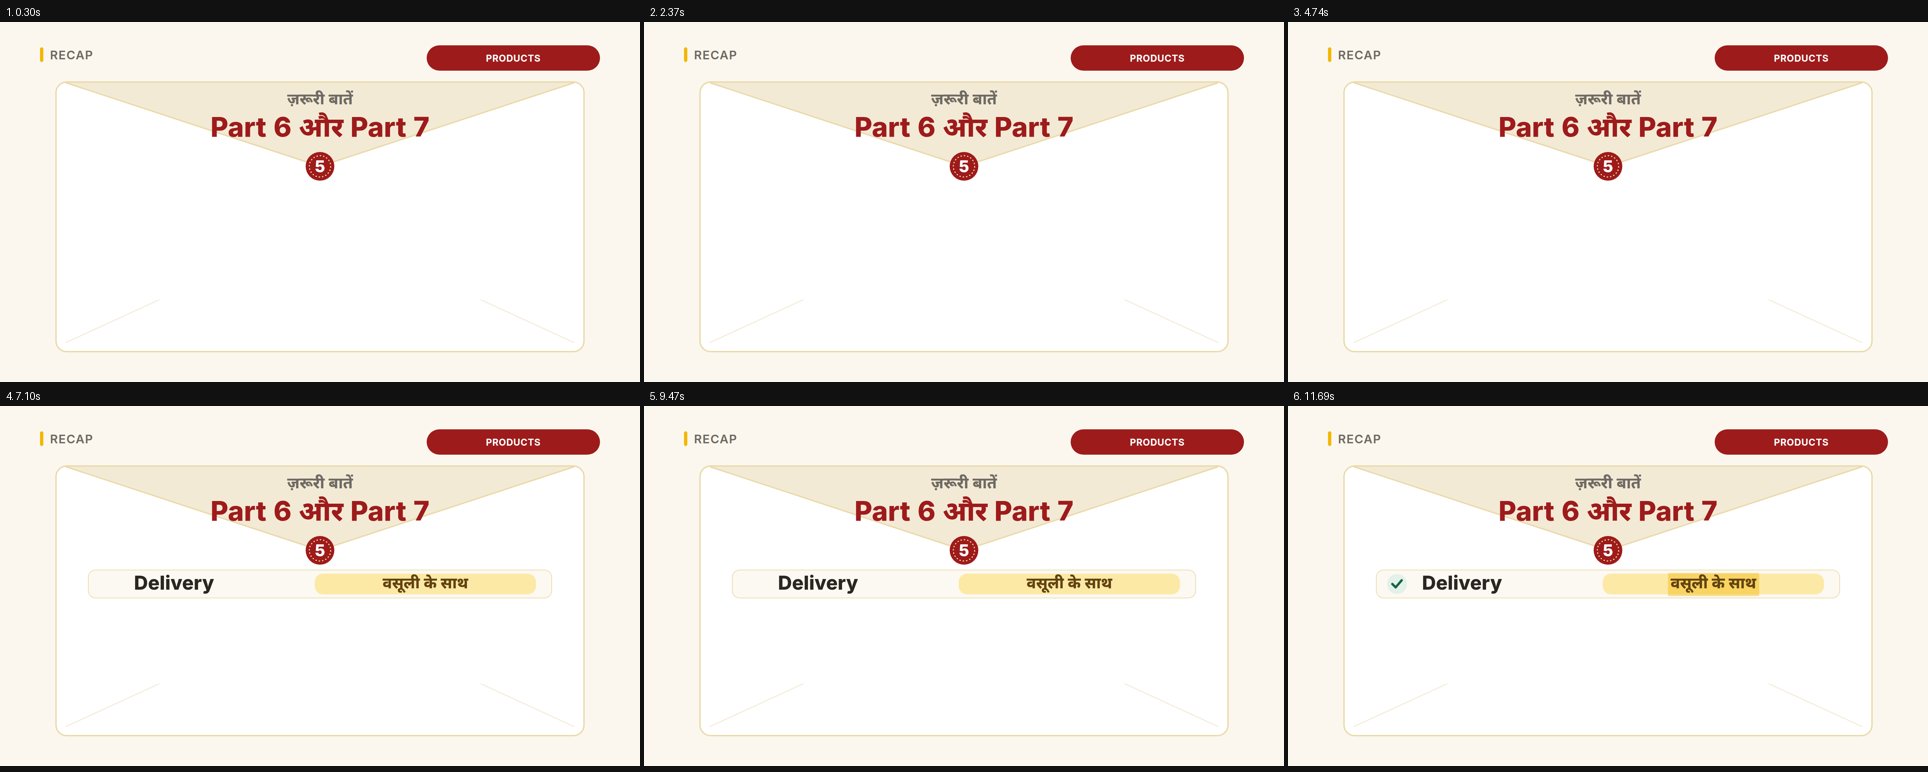 1. 0.30s
RECAP
PRODUCTS
ज़रूरी बातें
Part 6 और Part 7
5
2. 2.37s
RECAP
PRODUCTS
ज़रूरी बातें
Part 6 और Part 7
5
3. 4.74s
RECAP
PRODUCTS
ज़रूरी बातें
Part 6 और Part 7
5
4. 7.10s
RECAP
PRODUCTS
ज़रूरी बातें
Part 6 और Part 7
5
Delivery वसूली के साथ
5. 9.47s
RECAP
PRODUCTS
ज़रूरी बातें
Part 6 और Part 7
5
Delivery वसूली के साथ
6. 11.69s
RECAP
PRODUCTS
ज़रूरी बातें
Part 6 और Part 7
5
Delivery वसूली के साथ